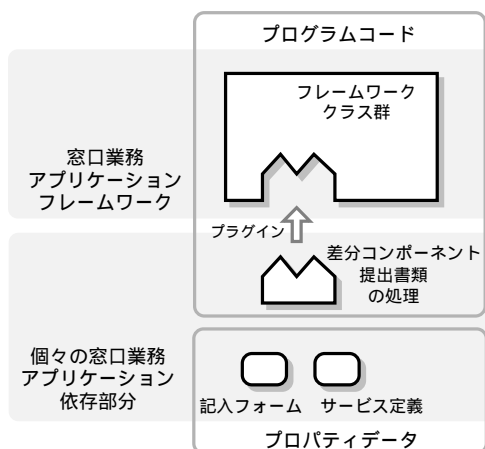 プログラムコード
フレームワーク
クラス群
窓口業務
アプリケーション
フレームワーク
プラグイン
差分コンポーネント
提出書類
の処理
個々の窓口業務
アプリケーション
依存部分
記入フォーム
サービス定義
プロパティデータ